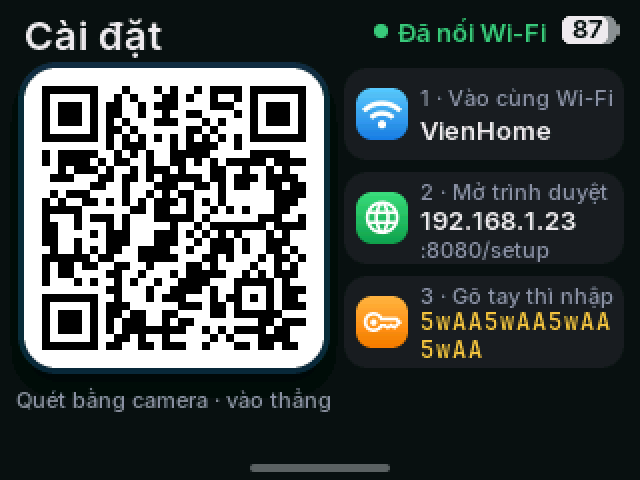 Cài đặt
Đã nối Wi-Fi
87
1 · Vào cùng Wi-Fi
VienHome
2 · Mở trình duyệt
192.168.1.23
:8080/setup
3 · Gõ tay thì nhập
5wAA5wAA5wAA
5wAA
Quét bằng camera · vào thẳng